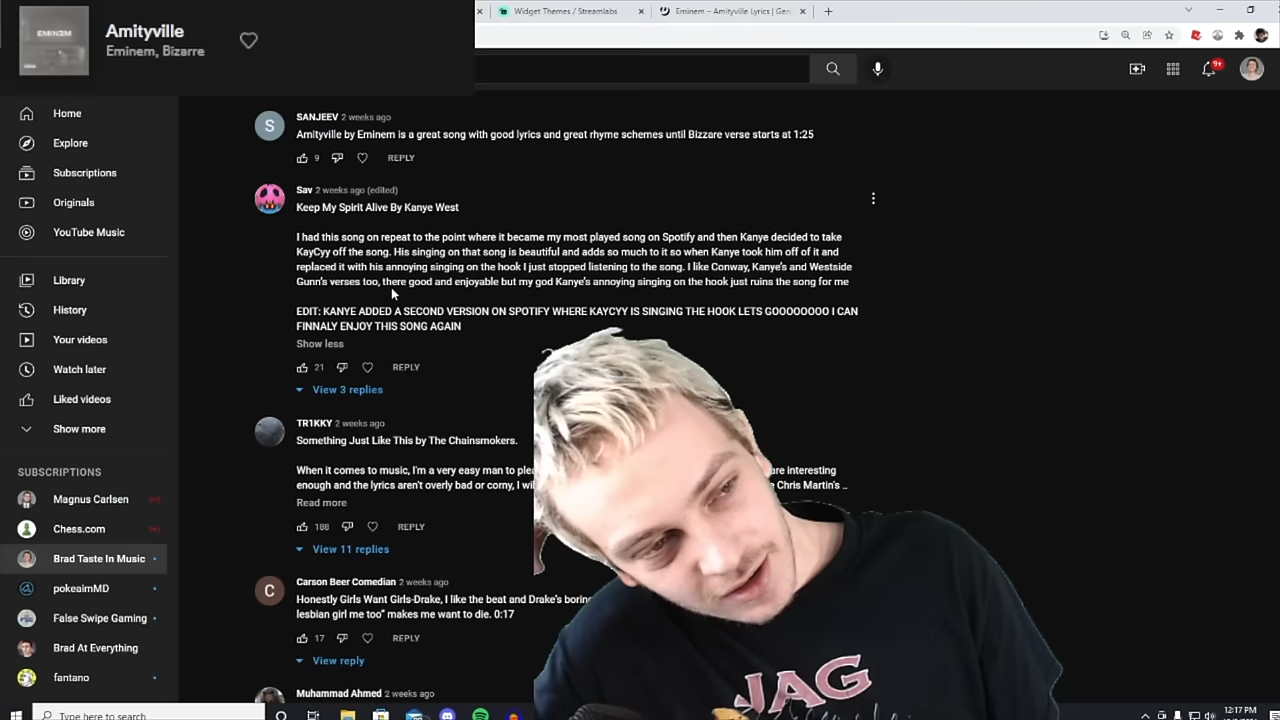 Amityville
Eminem, Bizarre
EMINEM
Widget Themes / Streamlabs
Eminem – Amityville Lyrics | Gen
9+
Home
Explore
Subscriptions
Originals
YouTube Music
Library
History
Your videos
Watch later
Liked videos
Show more
SUBSCRIPTIONS
Magnus Carlsen
Chess.com
Brad Taste In Music
pokeaimMD
False Swipe Gaming
Brad At Everything
fantano
S
SANJEEV 2 weeks ago
Amityville by Eminem is a great song with good lyrics and great rhyme schemes until Bizzare verse starts at 1:25
9 REPLY
Sav 2 weeks ago (edited)
Keep My Spirit Alive By Kanye West
I had this song on repeat to the point where it became my most played song on Spotify and then Kanye decided to take
KayCyy off the song. His singing on that song is beautiful and adds so much to it so when Kanye took him off of it and
replaced it with his annoying singing on the hook I just stopped listening to the song. I like Conway, Kanye's and Westside
Gunn's verses too, there good and enjoyable but my god Kanye's annoying singing on the hook just ruins the song for me
EDIT: KANYE ADDED A SECOND VERSION ON SPOTIFY WHERE KAYCYY IS SINGING THE HOOK LETS GOOOOOOOO I CAN
FINNALY ENJOY THIS SONG AGAIN
Show less
21 REPLY
View 3 replies
TR1KKY 2 weeks ago
Something Just Like This by The Chainsmokers.
When it comes to music, I'm a very easy man to plea are interesting
enough and the lyrics aren't overly bad or corny, I wil e Chris Martin's ..
Read more
188 REPLY
View 11 replies
C
Carson Beer Comedian 2 weeks ago
Honestly Girls Want Girls-Drake, I like the beat and Drake's boring
lesbian girl me too" makes me want to die. 0:17
17 REPLY
View reply
Muhammad Ahmed 2 weeks ago
JAG
Type here to search
12:17 PM